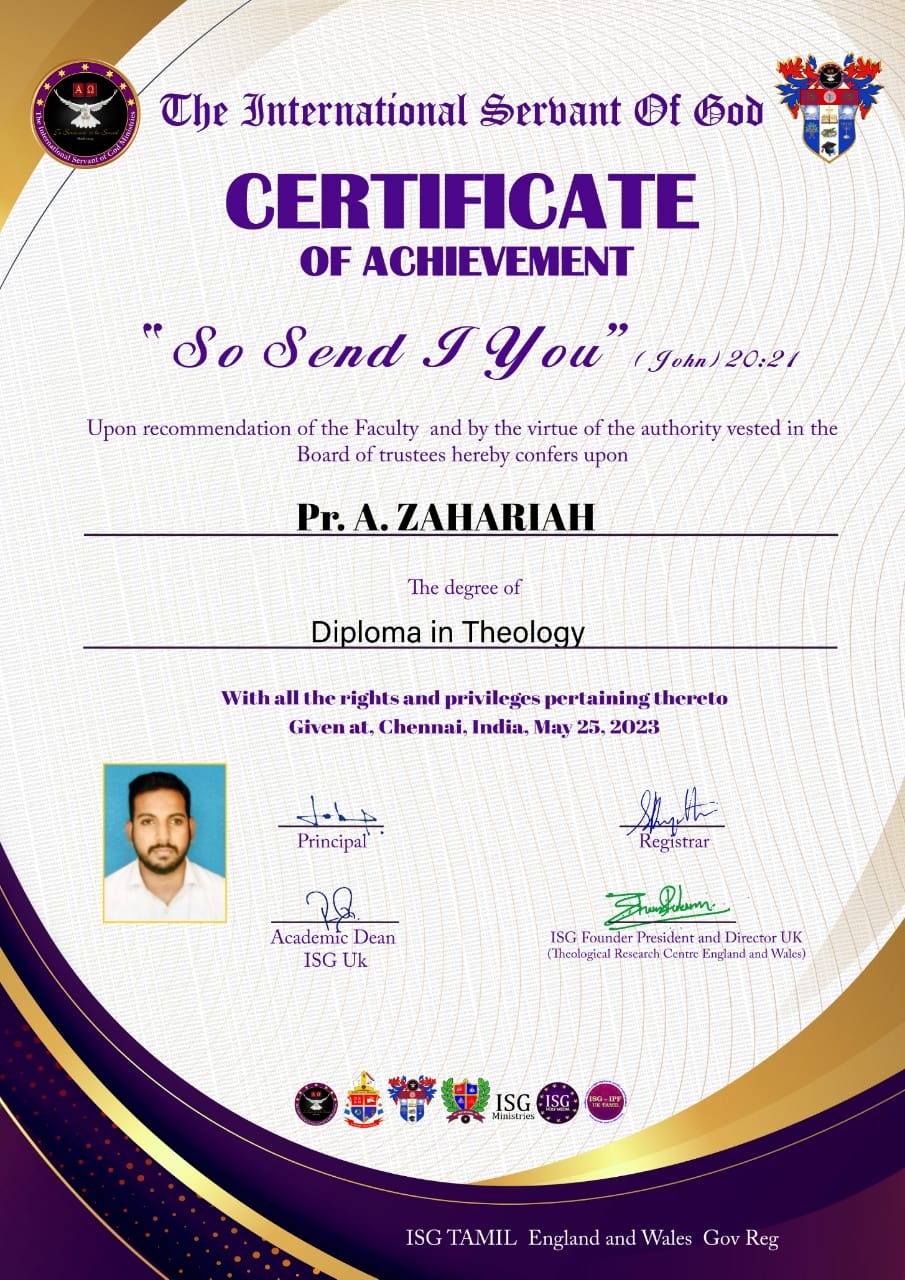 The International Servant Of God
CERTIFICATE
OF ACHIEVEMENT
“So Send I You” (John) 20:21
Upon recommendation of the Faculty and by the virtue of the authority vested in the
Board of trustees hereby confers upon
Pr. A. ZAHARIAH
The degree of
Diploma in Theology
With all the rights and privileges pertaining thereto
Given at, Chennai, India, May 25, 2023
Principal
Registrar
Academic Dean
ISG Uk
ISG Founder President and Director UK
(Theological Research Centre England and Wales)
Α Ω
The International Servant of God Ministries
ISG
Ministries
ISG
ISG - IPF
UK TAMIL
ISG TAMIL England and Wales Gov Reg